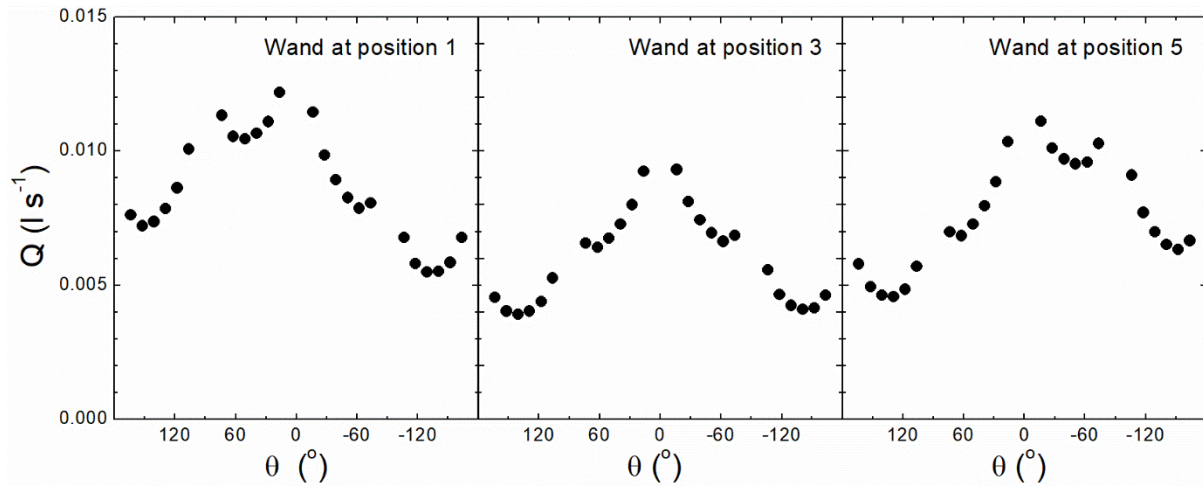 0.015
Wand at position 1
Wand at position 3
Wand at position 5
0.010
Q (l s-1)
0.005
0.000
120 60 0 -60 -120
120 60 0 -60 -120
120 60 0 -60 -120
θ (o)
θ (o)
θ (o)